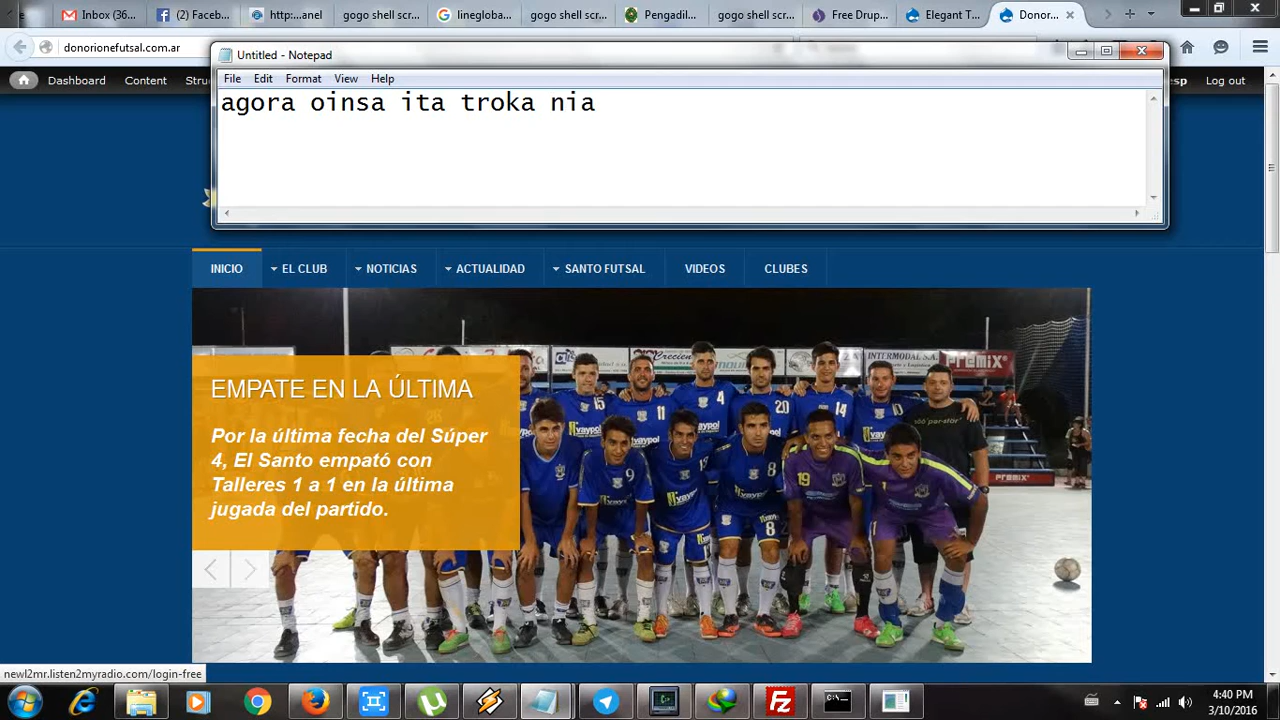 Inbox (36...
(2) Faceb...
http:...anel
gogo shell scr...
linegloba...
gogo shell scr...
Pengadil...
gogo shell scr...
Free Drup...
Elegant T...
Donor...
donorionefutsal.com.ar
Untitled - Notepad
File Edit Format View Help
agora oinsa ita troka nia
Dashboard Content Log out
INICIO EL CLUB NOTICIAS ACTUALIDAD SANTO FUTSAL VIDEOS CLUBES
EMPATE EN LA ÚLTIMA
Por la última fecha del Súper
4, El Santo empató con
Talleres 1 a 1 en la última
jugada del partido.
INTERMODAL S.A.
PREMIX
newl2mr.listen2myradio.com/login-free
4:40 PM
3/10/2016